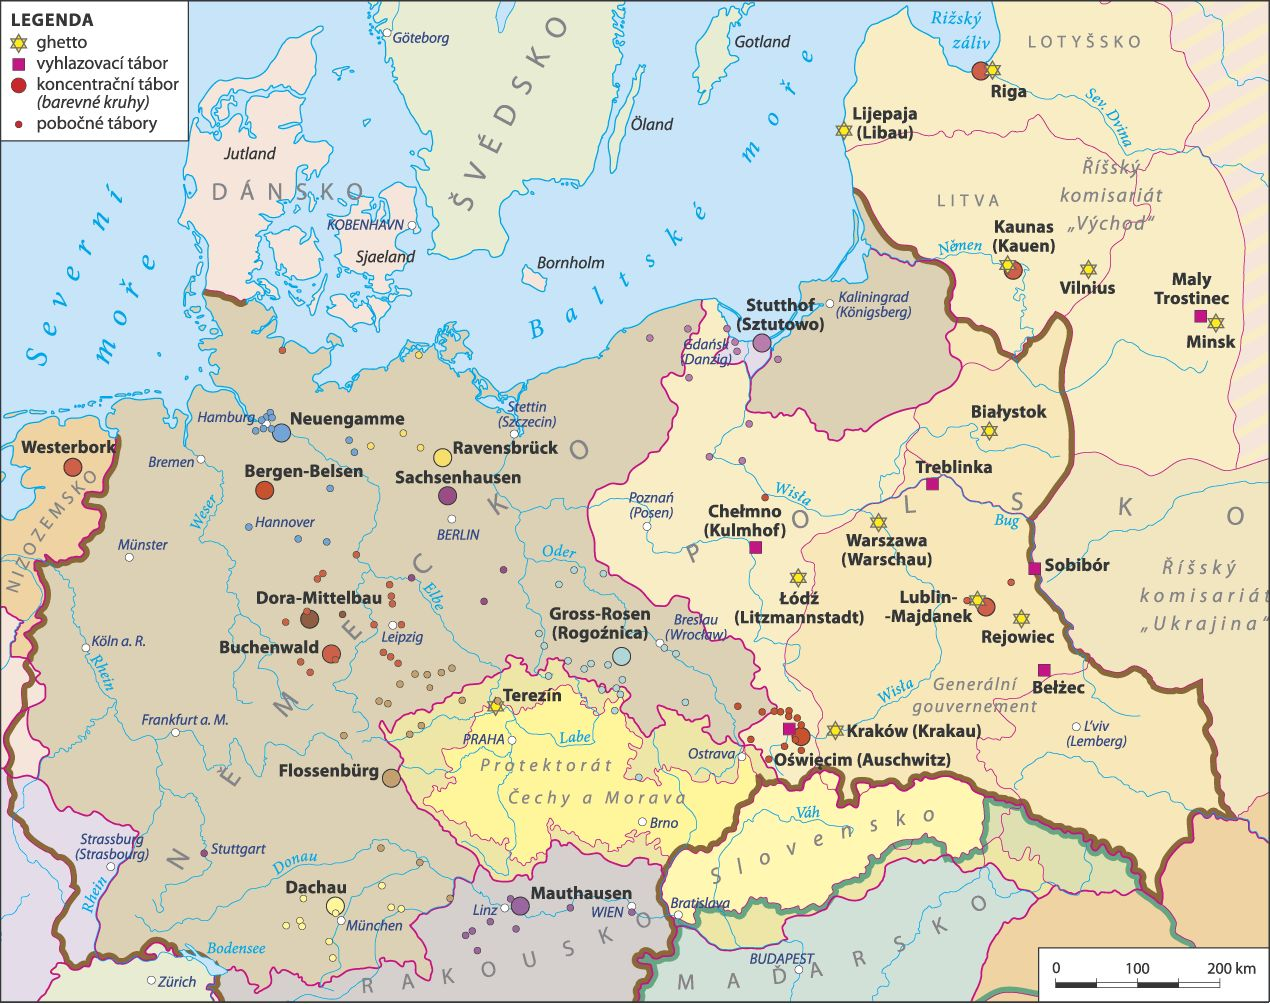 LEGENDA
ghetto
vyhlazovací tábor
koncentrační tábor
(barevné kruhy)
pobočné tábory
Göteborg
ŠVÉDSKO
Gotland
Öland
Rižský
záliv
LOTYŠSKO
Riga
Sev. Dvina
Lijepaja
(Libau)
Jutland
DÁNSKO
KOBENHAVN
Sjaeland
Bornholm
Severní
moře
Baltské moře
LITVA
Říšský
komisariát
„Východ“
Kaunas
(Kauen)
Němen
Vilnius
Maly
Trostinec
Minsk
Stutthof
(Sztutowo)
Kaliningrad
(Königsberg)
Gdańsk
(Danzig)
Hamburg
Neuengamme
Stettin
(Szczecin)
Białystok
Westerbork
Ravensbrück
Bremen
Bergen-Belsen
Sachsenhausen
Treblinka
NIZOZEMSKO
Weser
BERLIN
Hannover
Poznań
(Posen)
Wisła
Chełmno
(Kulmhof)
POLSKO
Bug
Warszawa
(Warschau)
Münster
Oder
Sobibór
Říšský
komisariát
„Ukrajina“
NĚMECKO
Elbe
Dora-Mittelbau
Gross-Rosen
(Rogoźnica)
Breslau
(Wrocław)
Łódź
(Litzmannstadt)
Lublin-
-Majdanek
Rejowiec
Köln a. R.
Buchenwald
Leipzig
Rhein
Wisła
Generální
gouvernement
Bełżec
Terezín
Frankfurt a. M.
PRAHA
Labe
Kraków (Krakau)
L'viv
(Lemberg)
Flossenbürg
Protektorát
Čechy a Morava
Ostrava
Oświęcim (Auschwitz)
Brno
Váh
Slovensko
Strassburg
(Strasbourg)
Stuttgart
Donau
Rhein
Dachau
München
Mauthausen
Linz
WIEN
Bratislava
Bodensee
RAKOUSKO
MAĎARSKO
BUDAPEST
Zürich
0 100 200 km